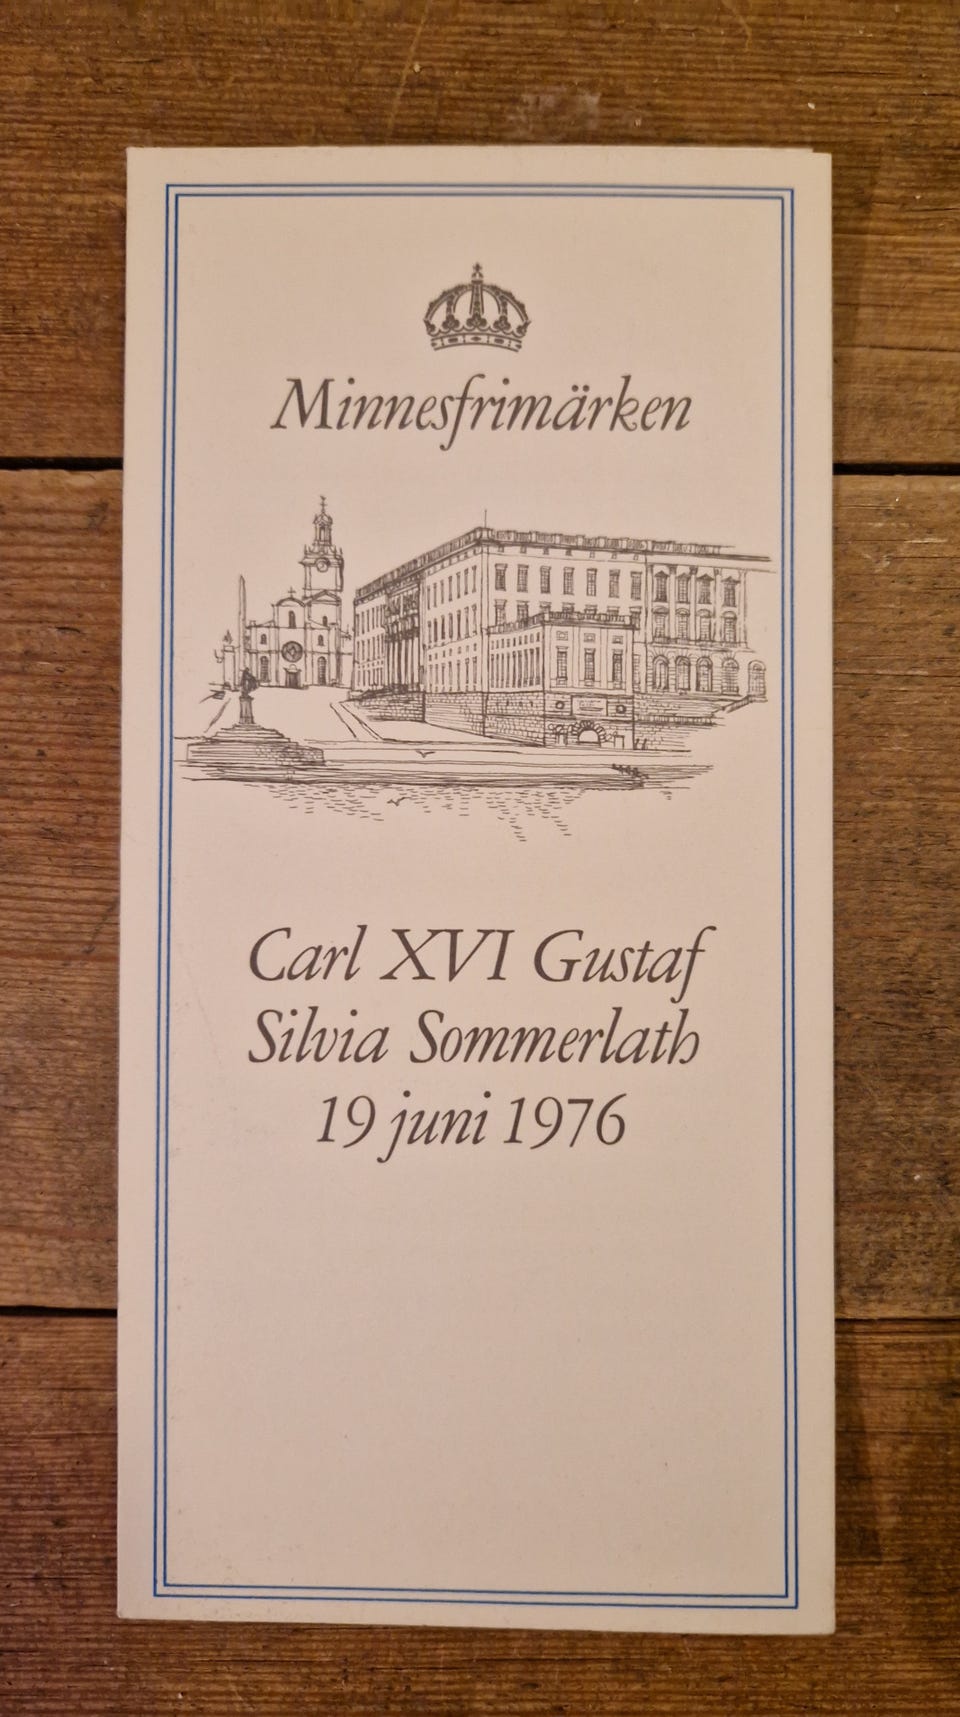 Minnesfrimärken
Carl XVI Gustaf
Silvia Sommerlath
19 juni 1976